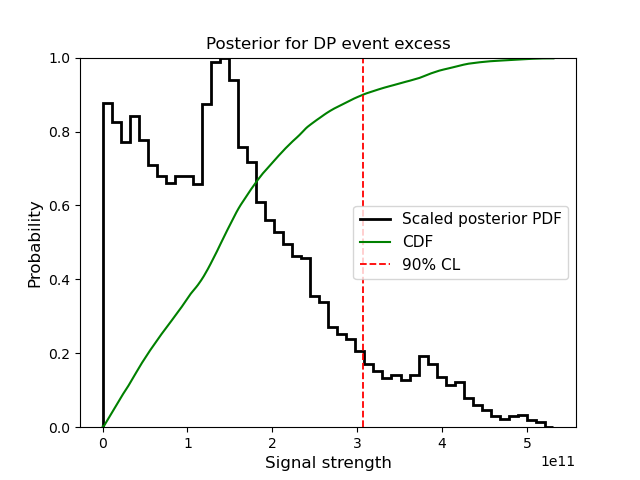 Posterior for DP event excess
1.0
0.8
0.6
0.4
0.2
0.0
Probability
Scaled posterior PDF
CDF
90% CL
0 1 2 3 4 5
1e11
Signal strength